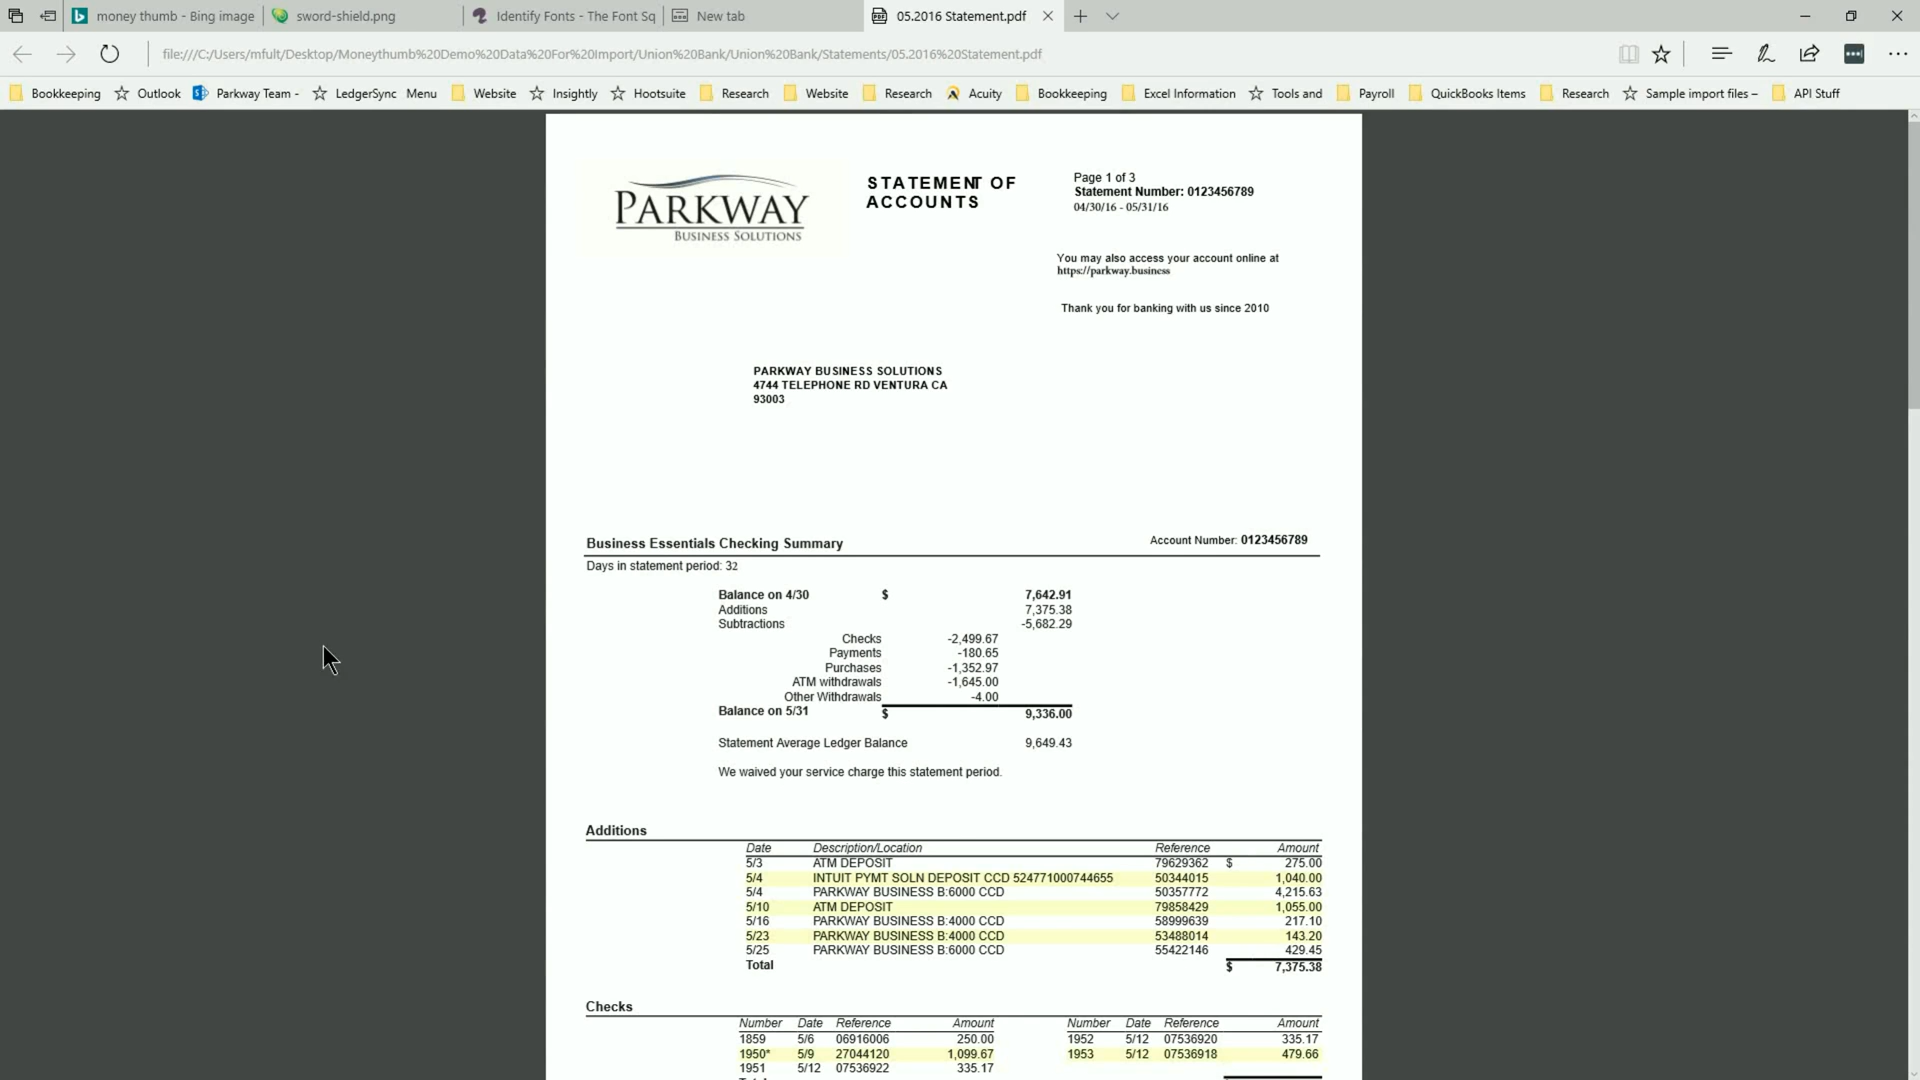 money thumb - Bing image
sword-shield.png
Identify Fonts - The Font Sq
New tab
05.2016 Statement.pdf
file:///C:/Users/mfult/Desktop/Moneythumb%20Demo%20Data%20For%20Import/Union%20Bank/Union%20Bank/Statements/05.2016%20Statement.pdf
Bookkeeping Outlook Parkway Team - LedgerSync Menu Website Insightly Hootsuite Research Website Research Acuity Bookkeeping Excel Information Tools and Payroll QuickBooks Items Research Sample import files – API Stuff
PARKWAY
BUSINESS SOLUTIONS
STATEMENT OF
ACCOUNTS
Page 1 of 3
Statement Number: 0123456789
04/30/16 - 05/31/16
You may also access your account online at
https://parkway.business
Thank you for banking with us since 2010
PARKWAY BUSINESS SOLUTIONS
4744 TELEPHONE RD VENTURA CA
93003
Business Essentials Checking Summary Account Number: 0123456789
Days in statement period: 32
Balance on 4/30 $ 7,642.91
Additions 7,375.38
Subtractions -5,682.29
Checks -2,499.67
Payments -180.65
Purchases -1,352.97
ATM withdrawals -1,645.00
Other Withdrawals -4.00
Balance on 5/31 $ 9,336.00
Statement Average Ledger Balance 9,649.43
We waived your service charge this statement period.
Additions
Date Description/Location Reference Amount
5/3 ATM DEPOSIT 79629362 $ 275.00
5/4 INTUIT PYMT SOLN DEPOSIT CCD 524771000744655 50344015 1,040.00
5/4 PARKWAY BUSINESS B:6000 CCD 50357772 4,215.63
5/10 ATM DEPOSIT 79858429 1,055.00
5/16 PARKWAY BUSINESS B:4000 CCD 58999639 217.10
5/23 PARKWAY BUSINESS B:4000 CCD 53488014 143.20
5/25 PARKWAY BUSINESS B:6000 CCD 55422146 429.45
Total $ 7,375.38
Checks
Number Date Reference Amount Number Date Reference Amount
1859 5/6 06916006 250.00 1952 5/12 07536920 335.17
1950* 5/9 27044120 1,099.67 1953 5/12 07536918 479.66
1951 5/12 07536922 335.17